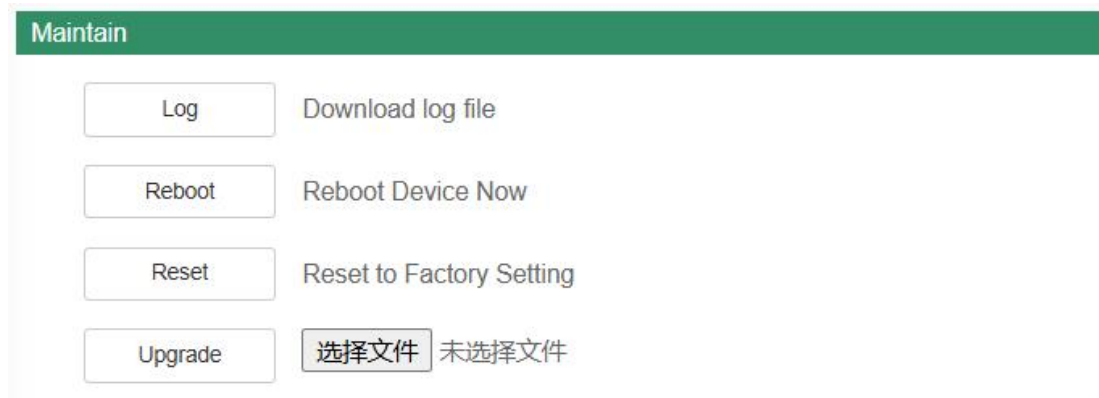 Maintain
Log Download log file
Reboot Reboot Device Now
Reset Reset to Factory Setting
Upgrade 选择文件 未选择文件